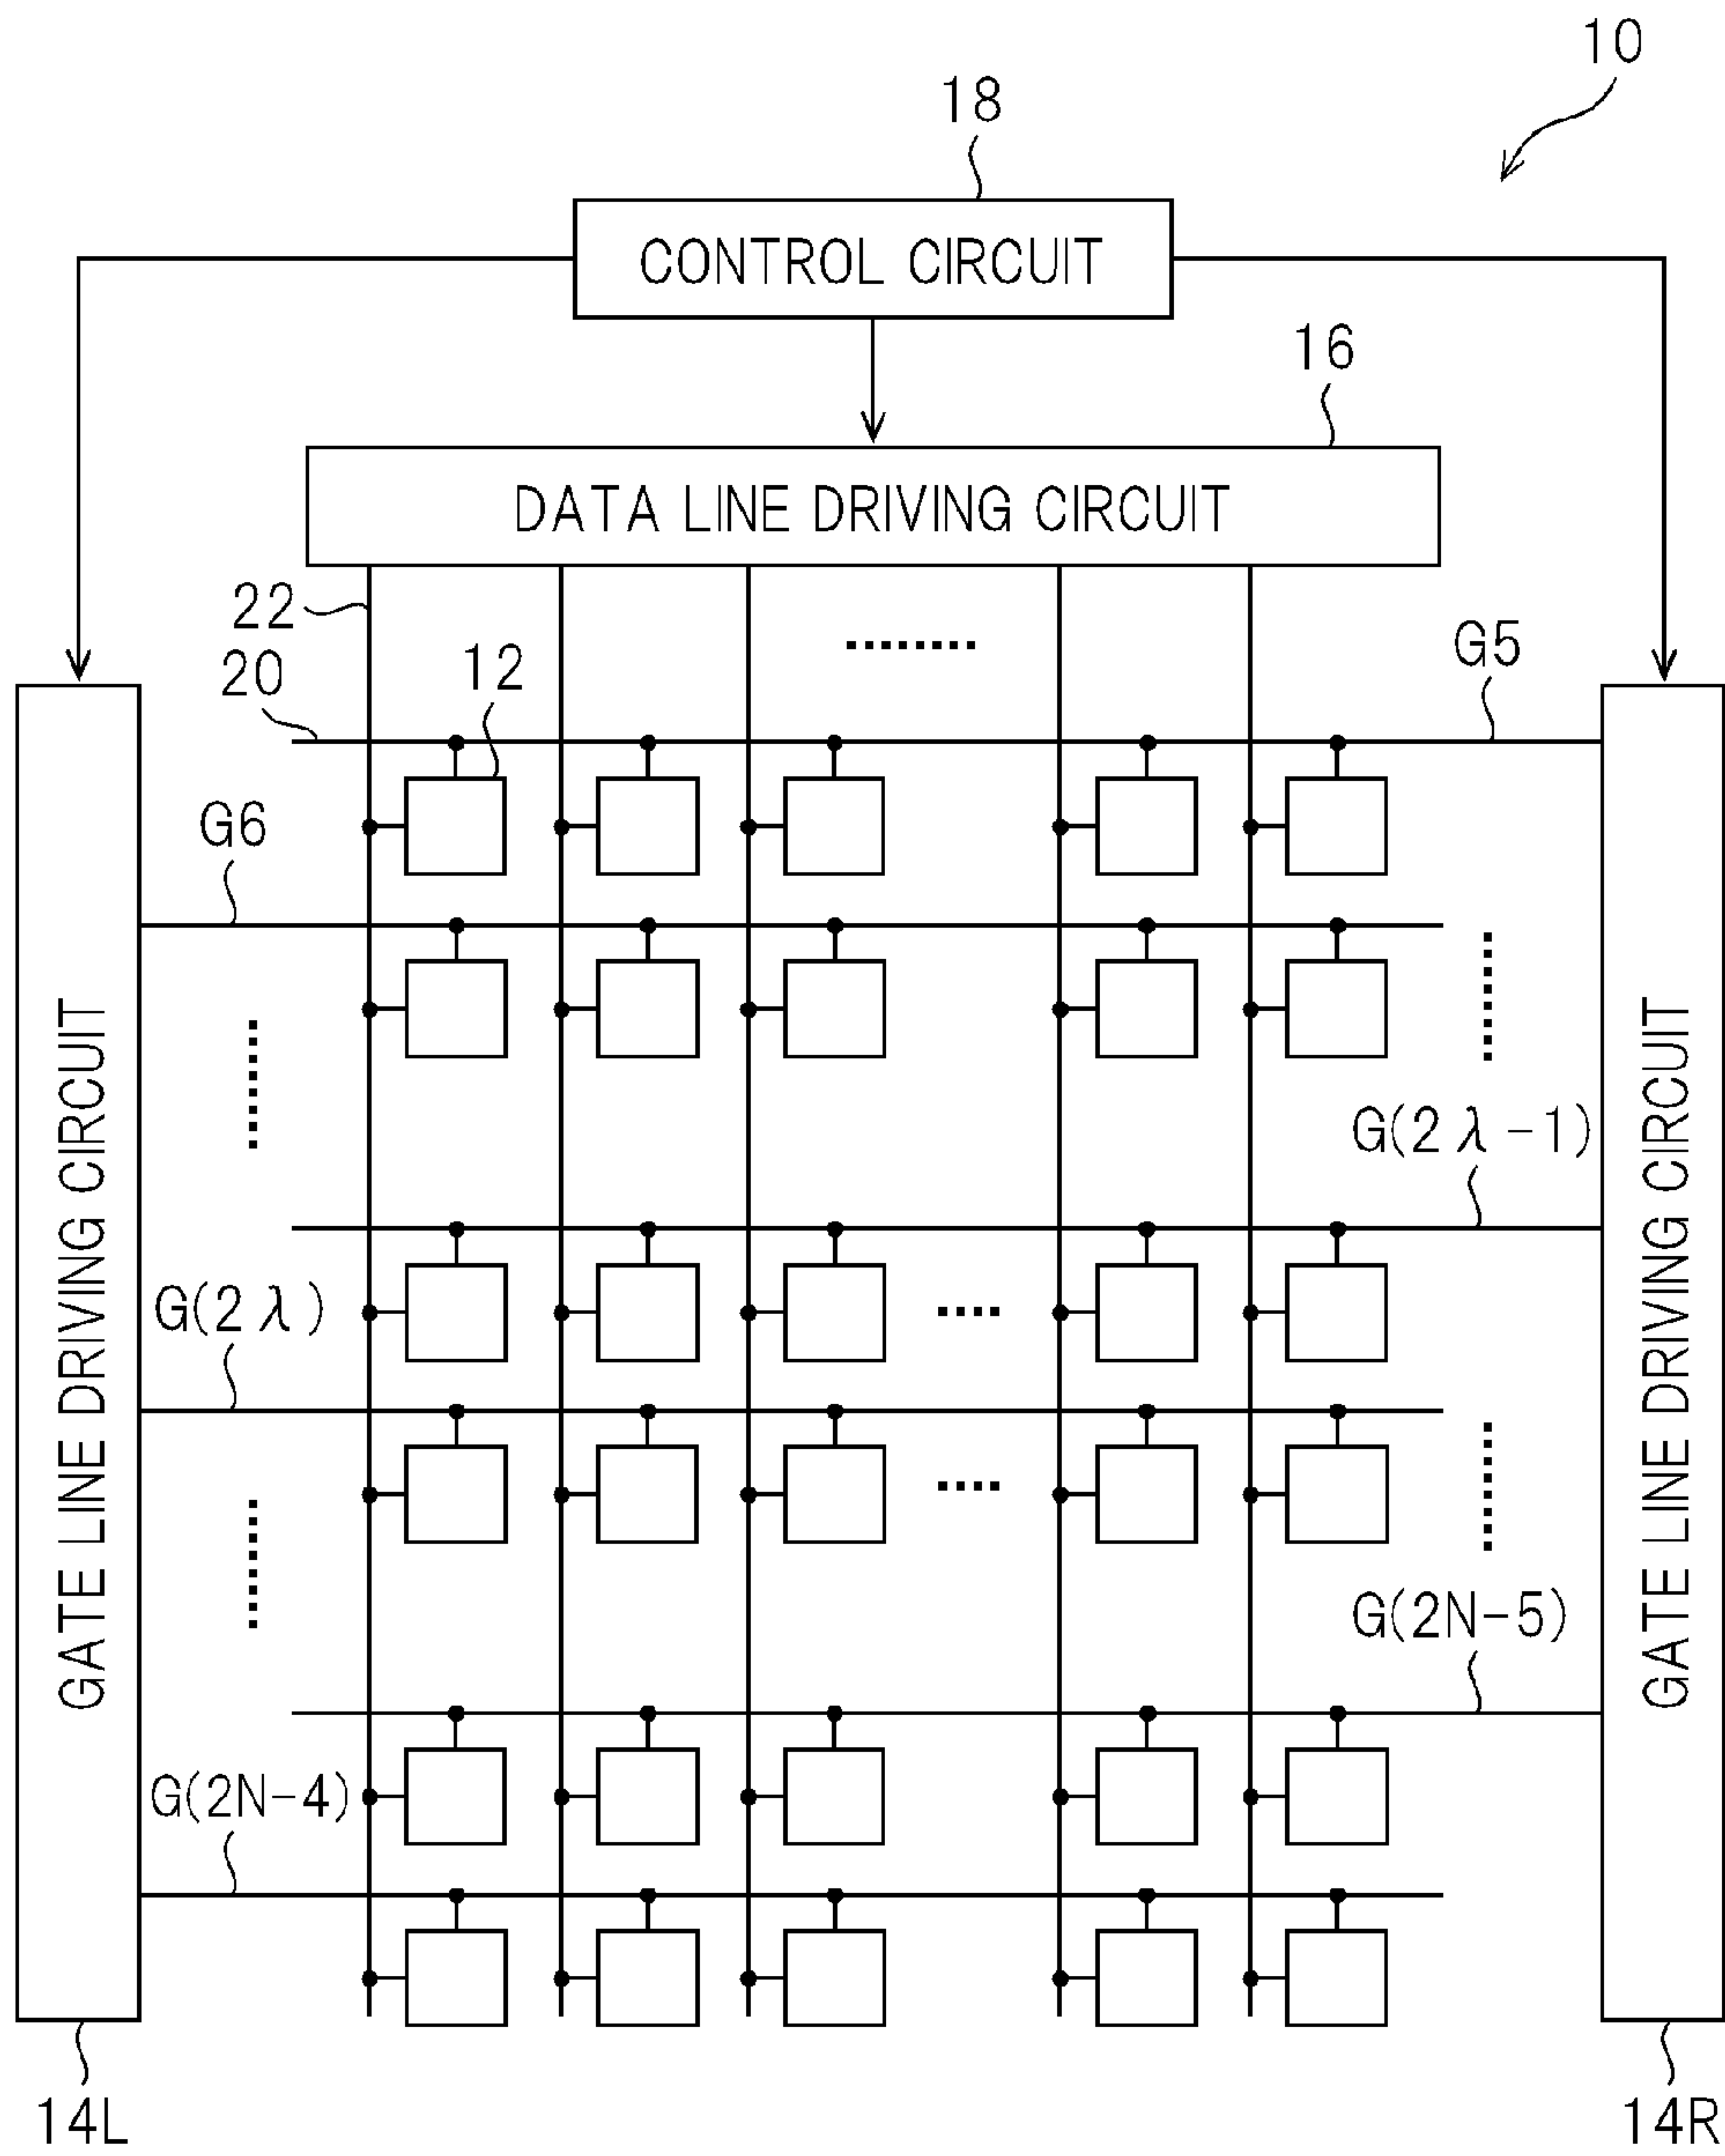 10
18
CONTROL CIRCUIT
16
DATA LINE DRIVING CIRCUIT
22
20
12
G5
G6
G(2λ-1)
G(2λ)
G(2N-5)
G(2N-4)
GATE LINE DRIVING CIRCUIT
GATE LINE DRIVING CIRCUIT
14L
14R